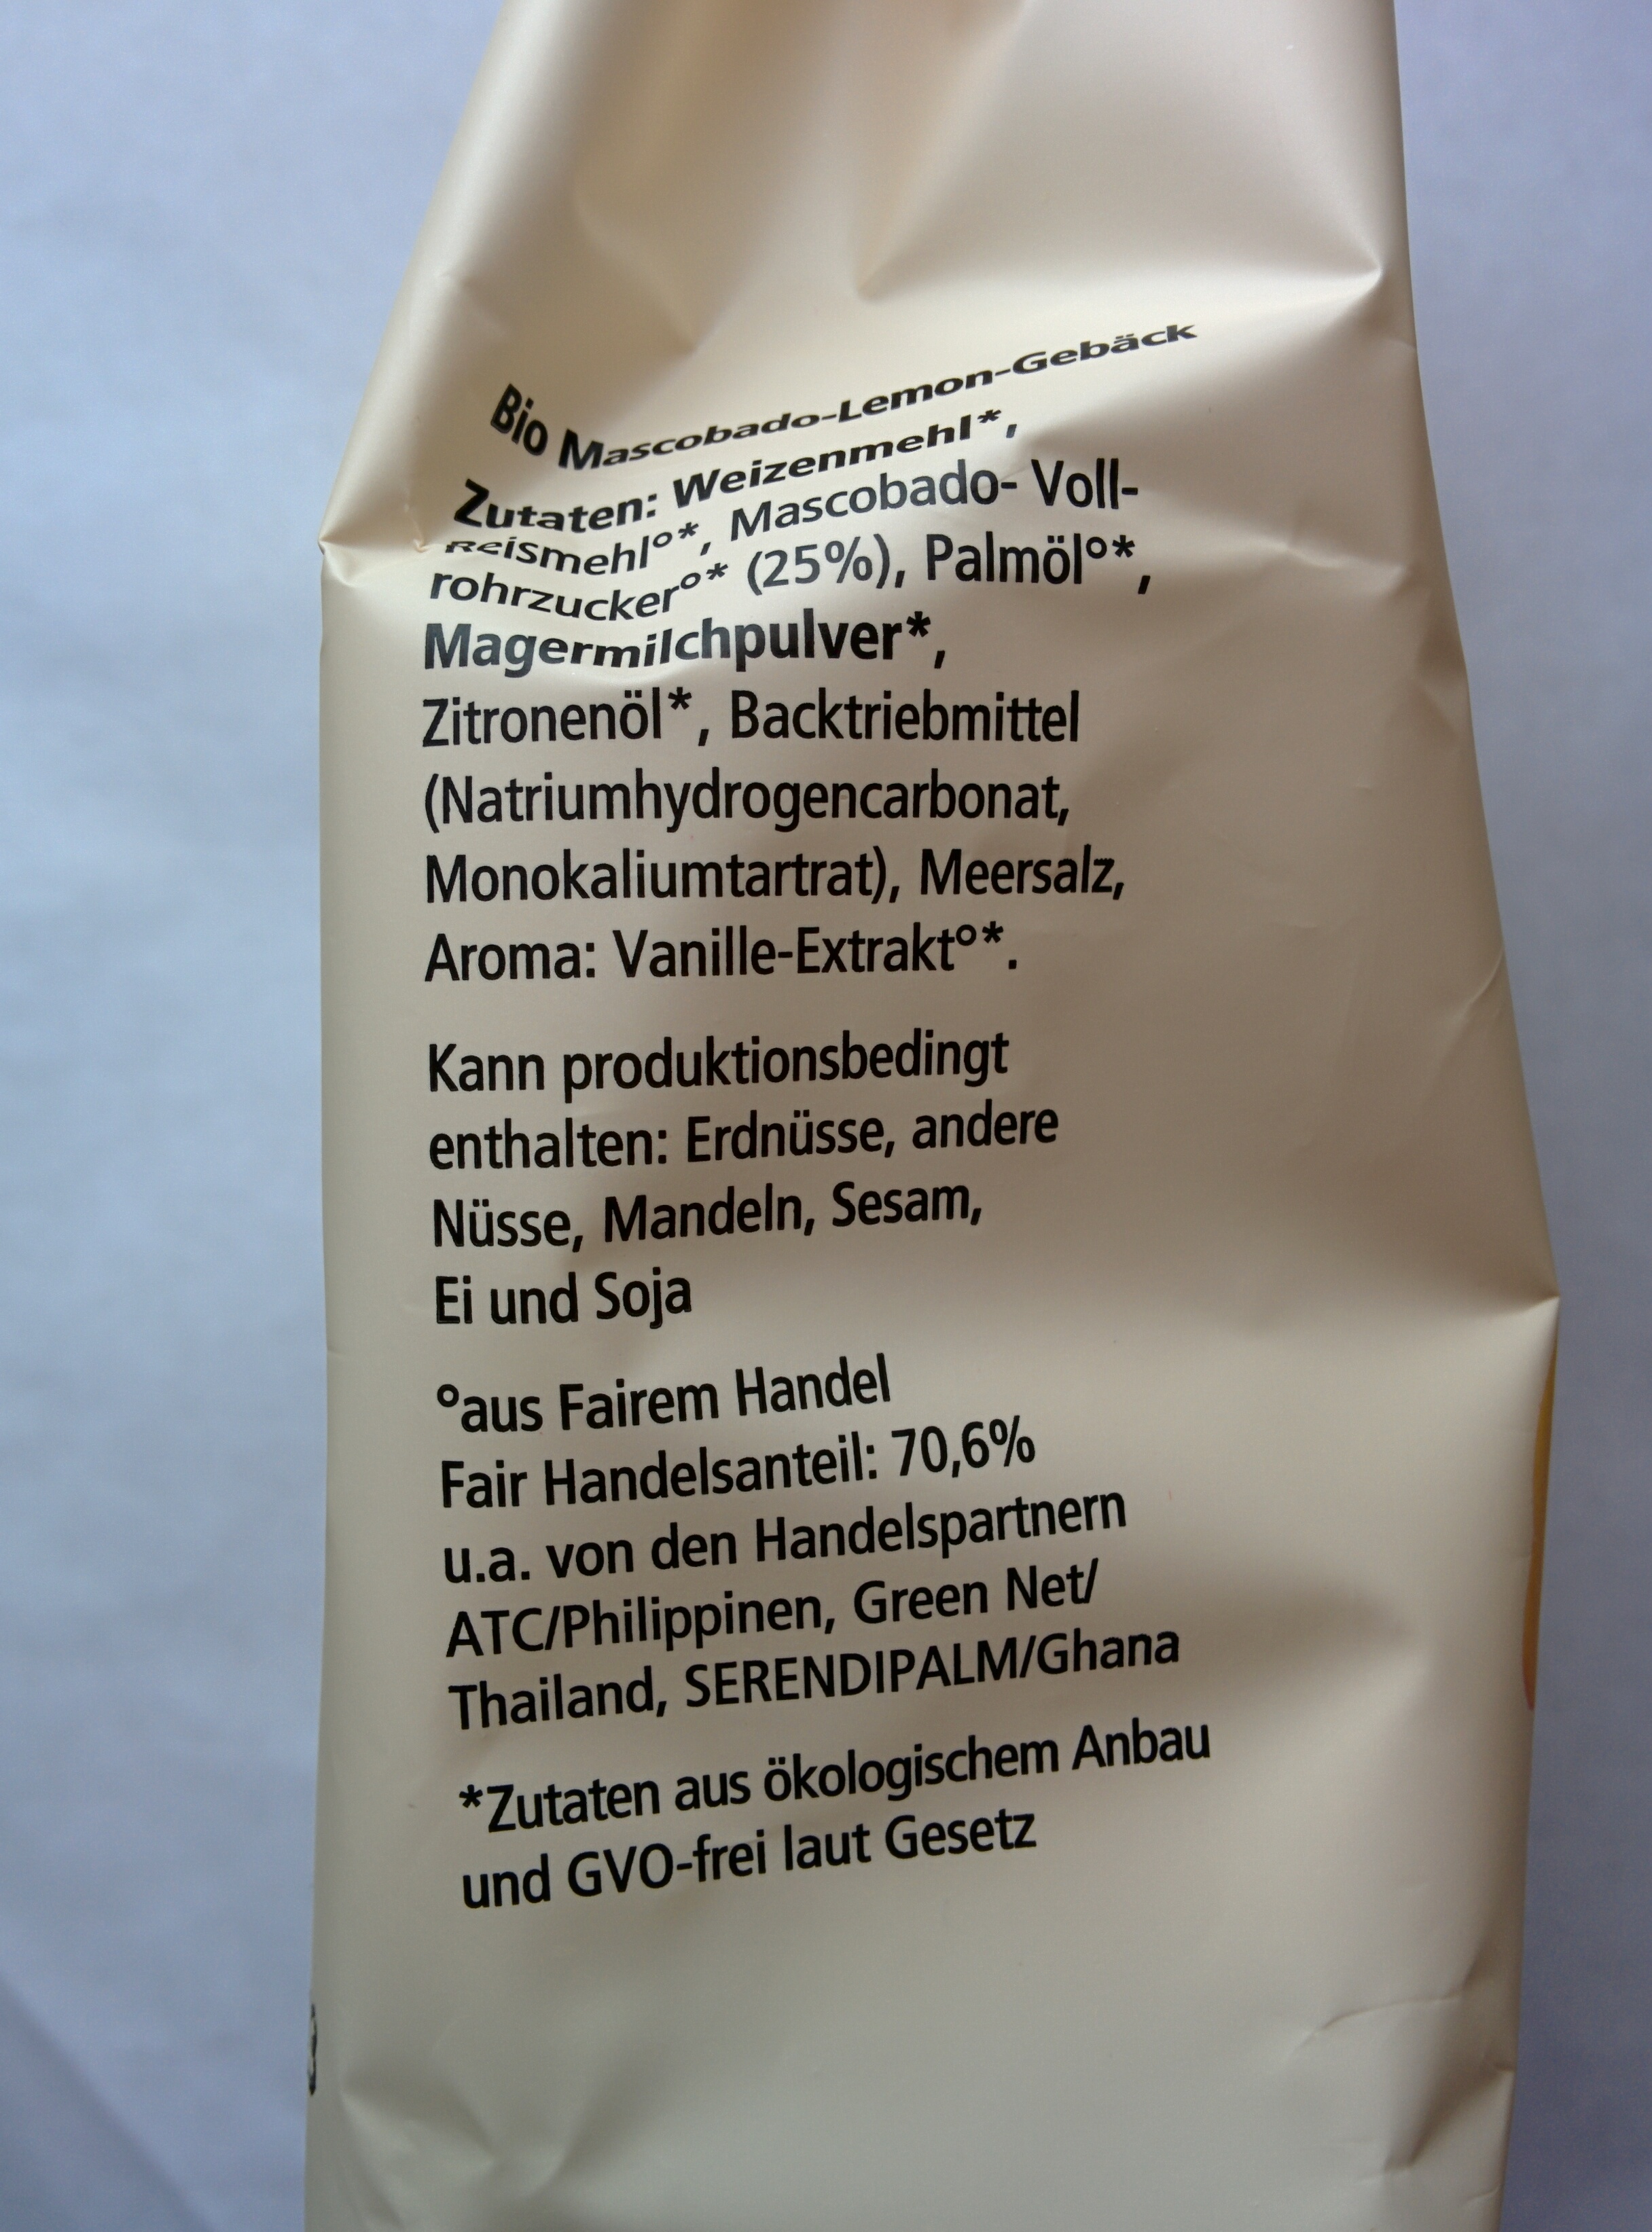 Bio Mascobado-Lemon-Gebäck
Zutaten: Weizenmehl*,
Reismehl°*, Mascobado- Voll-
rohrzucker°* (25%), Palmöl°*,
Magermilchpulver*,
Zitronenöl*, Backtriebmittel
(Natriumhydrogencarbonat,
Monokaliumtartrat), Meersalz,
Aroma: Vanille-Extrakt°*.
Kann produktionsbedingt
enthalten: Erdnüsse, andere
Nüsse, Mandeln, Sesam,
Ei und Soja
°aus Fairem Handel
Fair Handelsanteil: 70,6%
u.a. von den Handelspartnern
ATC/Philippinen, Green Net/
Thailand, SERENDIPALM/Ghana
*Zutaten aus ökologischem Anbau
und GVO-frei laut Gesetz